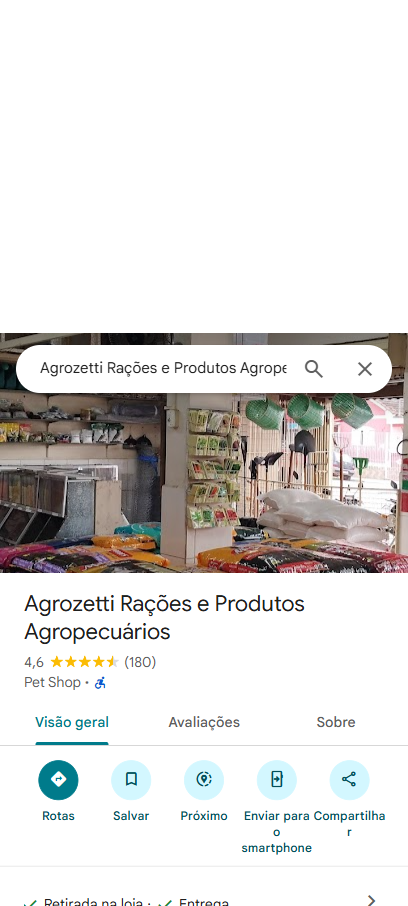 Agrozetti Rações e Produtos Agrope
Agrozetti Rações e Produtos
Agropecuários
4,6 (180)
Pet Shop ·
Visão geral Avaliações Sobre
Rotas Salvar Próximo Enviar para Compartilha
o r
smartphone
Retirada na loja · Entrega